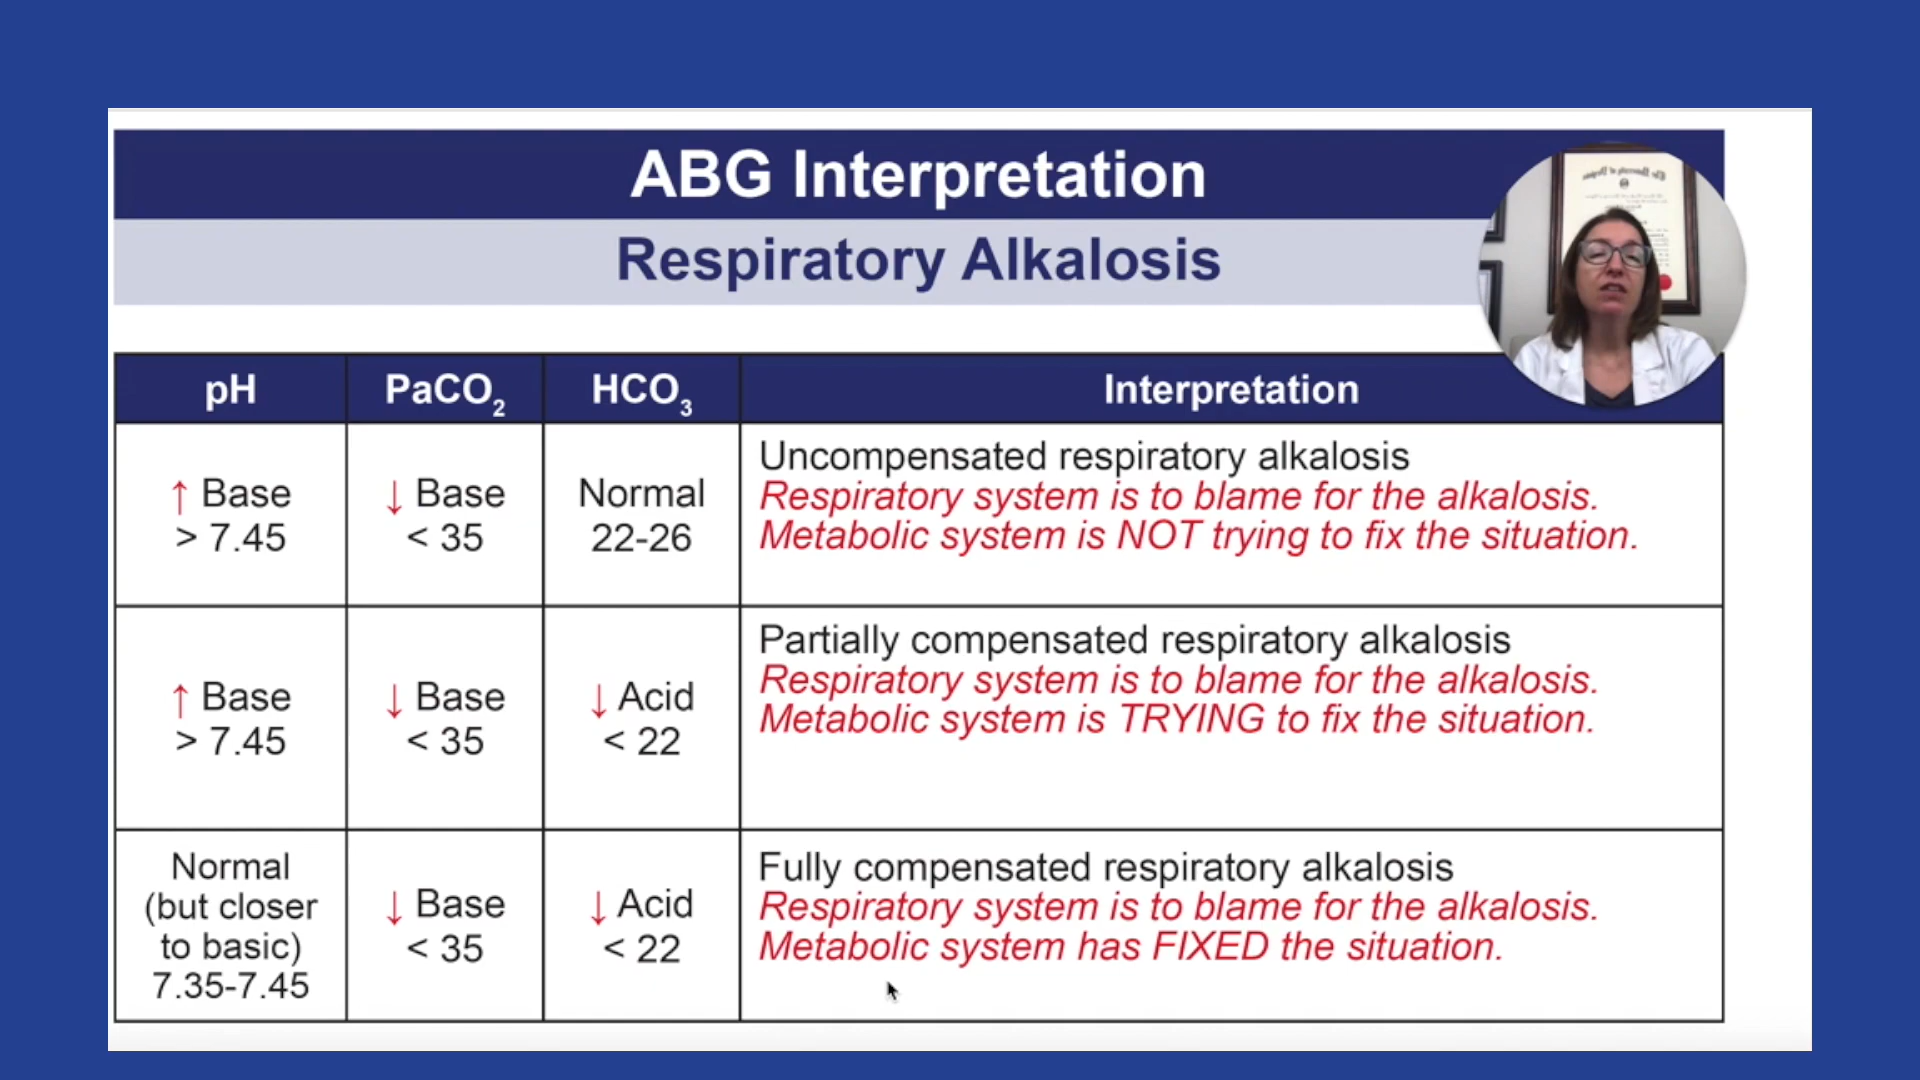 ABG Interpretation
Respiratory Alkalosis
pH PaCO₂ HCO₃ Interpretation
↑ Base
> 7.45
↓ Base
< 35
Normal
22-26
Uncompensated respiratory alkalosis
Respiratory system is to blame for the alkalosis.
Metabolic system is NOT trying to fix the situation.
↑ Base
> 7.45
↓ Base
< 35
↓ Acid
< 22
Partially compensated respiratory alkalosis
Respiratory system is to blame for the alkalosis.
Metabolic system is TRYING to fix the situation.
Normal
(but closer
to basic)
7.35-7.45
↓ Base
< 35
↓ Acid
< 22
Fully compensated respiratory alkalosis
Respiratory system is to blame for the alkalosis.
Metabolic system has FIXED the situation.